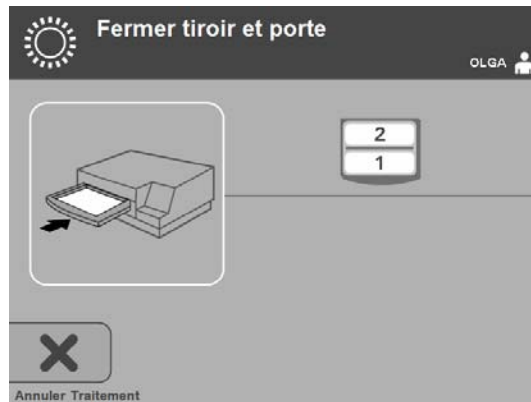 Fermer tiroir et porte
OLGA
2
1
Annuler Traitement